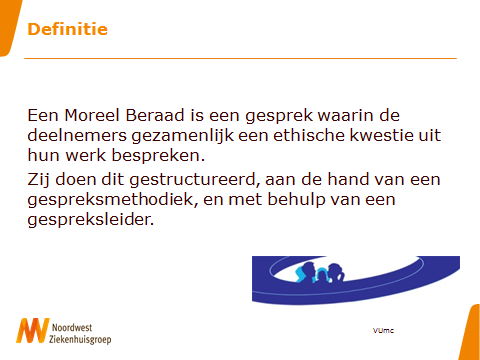 Definitie
Een Moreel Beraad is een gesprek waarin de
deelnemers gezamenlijk een ethische kwestie uit
hun werk bespreken.
Zij doen dit gestructureerd, aan de hand van een
gespreksmethodiek, en met behulp van een
gespreksleider.
VUmc
Noordwest
Ziekenhuisgroep